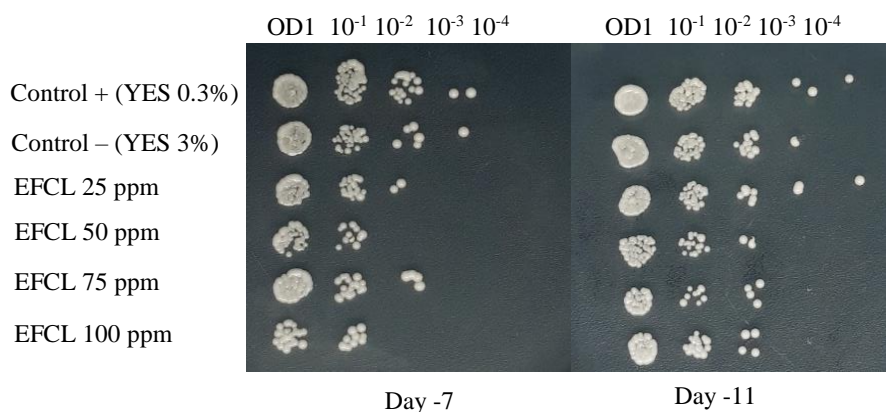 OD1 10⁻¹ 10⁻² 10⁻³ 10⁻⁴ OD1 10⁻¹ 10⁻² 10⁻³ 10⁻⁴
Control + (YES 0.3%)
Control – (YES 3%)
EFCL 25 ppm
EFCL 50 ppm
EFCL 75 ppm
EFCL 100 ppm
Day -7 Day -11